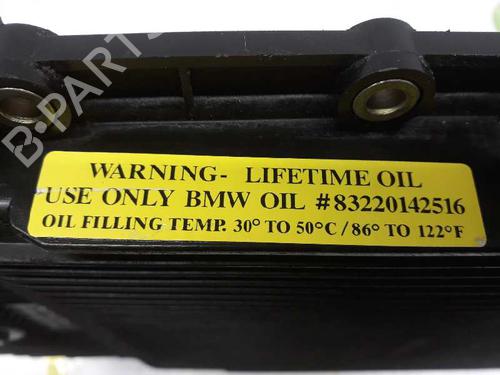 B-PARTS
WARNING- LIFETIME OIL
USE ONLY BMW OIL #83220142516
OIL FILLING TEMP. 30° TO 50°C / 86° TO 122°F